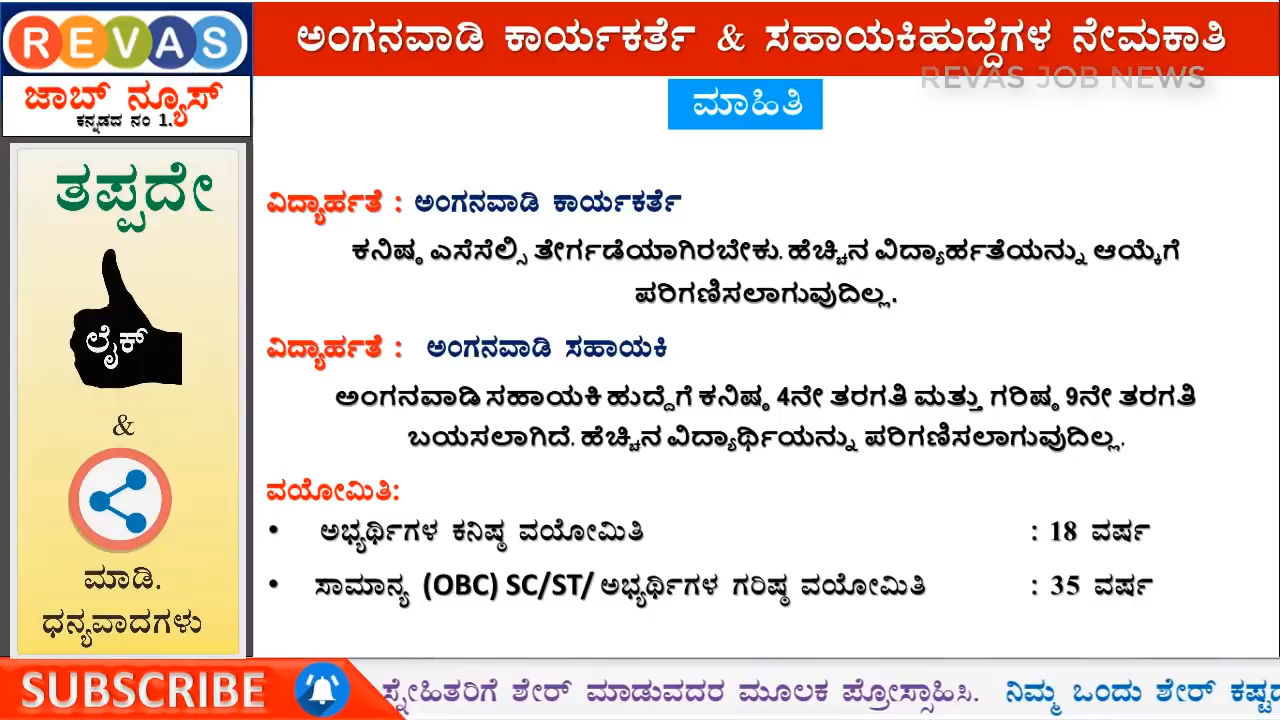 REVAS
ಜಾಬ್ ನ್ಯೂಸ್
ಕನ್ನಡದ ನಂ 1.
ತಪ್ಪದೇ
ಲೈಕ್
&
ಮಾಡಿ.
ಧನ್ಯವಾದಗಳು
ಅಂಗನವಾಡಿ ಕಾರ್ಯಕರ್ತೆ & ಸಹಾಯಕಿಹುದ್ದೆಗಳ ನೇಮಕಾತಿ
REVAS JOB NEWS
ಮಾಹಿತಿ
ವಿದ್ಯಾರ್ಹತೆ : ಅಂಗನವಾಡಿ ಕಾರ್ಯಕರ್ತೆ
ಕನಿಷ್ಠ ಎಸೆಸೆಲ್ಸಿ ತೇರ್ಗಡೆಯಾಗಿರಬೇಕು. ಹೆಚ್ಚಿನ ವಿದ್ಯಾರ್ಹತೆಯನ್ನು ಆಯ್ಕೆಗೆ
ಪರಿಗಣಿಸಲಾಗುವುದಿಲ್ಲ.
ವಿದ್ಯಾರ್ಹತೆ : ಅಂಗನವಾಡಿ ಸಹಾಯಕಿ
ಅಂಗನವಾಡಿ ಸಹಾಯಕಿ ಹುದ್ದೆಗೆ ಕನಿಷ್ಠ 4ನೇ ತರಗತಿ ಮತ್ತು ಗರಿಷ್ಠ 9ನೇ ತರಗತಿ
ಬಯಸಲಾಗಿದೆ. ಹೆಚ್ಚಿನ ವಿದ್ಯಾರ್ಥಿಯನ್ನು ಪರಿಗಣಿಸಲಾಗುವುದಿಲ್ಲ.
ವಯೋಮಿತಿ:
• ಅಭ್ಯರ್ಥಿಗಳ ಕನಿಷ್ಠ ವಯೋಮಿತಿ : 18 ವರ್ಷ
• ಸಾಮಾನ್ಯ (OBC) SC/ST/ ಅಭ್ಯರ್ಥಿಗಳ ಗರಿಷ್ಠ ವಯೋಮಿತಿ : 35 ವರ್ಷ
SUBSCRIBE
ಸ್ನೇಹಿತರಿಗೆ ಶೇರ್ ಮಾಡುವದರ ಮೂಲಕ ಪ್ರೋಸ್ಸಾಹಿಸಿ. ನಿಮ್ಮ ಒಂದು ಶೇರ್